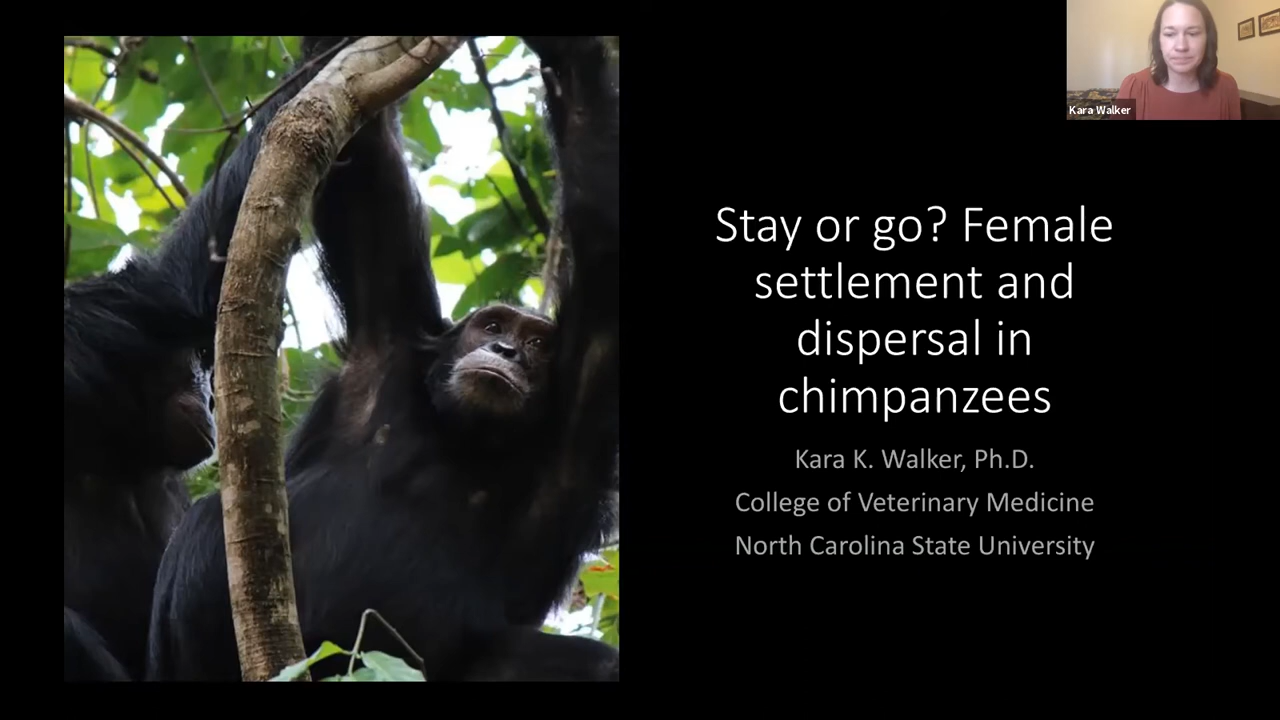 Kara Walker
Stay or go? Female
settlement and
dispersal in
chimpanzees
Kara K. Walker, Ph.D.
College of Veterinary Medicine
North Carolina State University